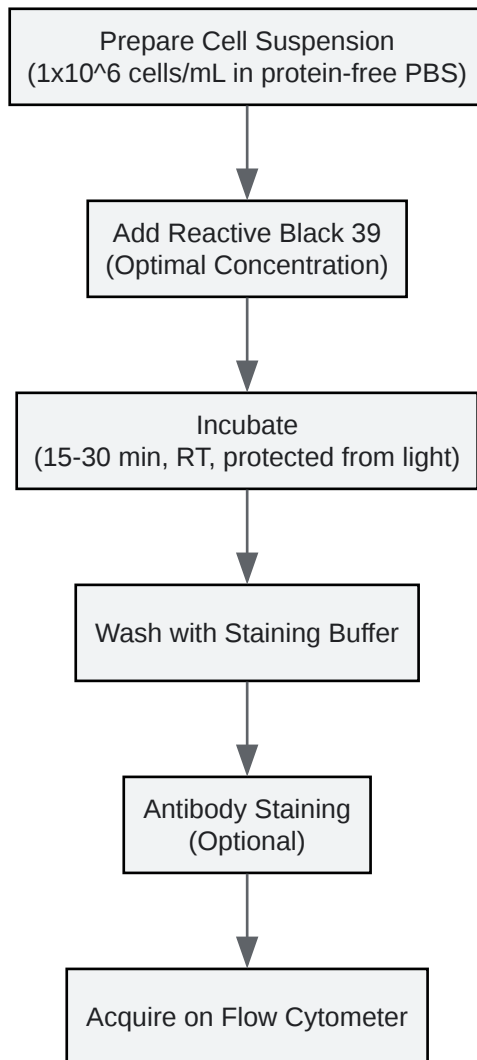 Prepare Cell Suspension
(1x10^6 cells/mL in protein-free PBS)
Add Reactive Black 39
(Optimal Concentration)
Incubate
(15-30 min, RT, protected from light)
Wash with Staining Buffer
Antibody Staining
(Optional)
Acquire on Flow Cytometer